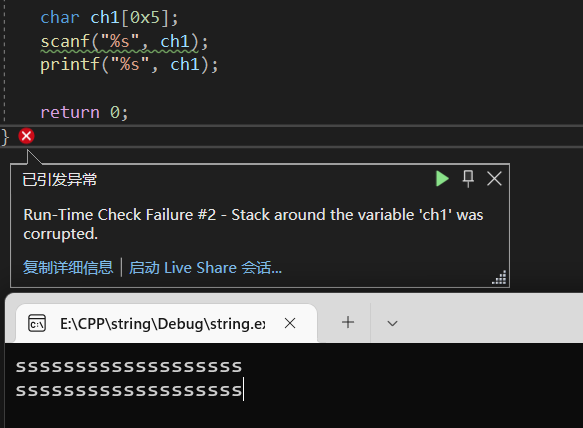 char ch1[0x5];
scanf("%s", ch1);
printf("%s", ch1);
return 0;
}
已引发异常
Run-Time Check Failure #2 - Stack around the variable 'ch1' was
corrupted.
复制详细信息 | 启动 Live Share 会话...
E:\CPP\string\Debug\string.ex
sssssssssssssssssss
sssssssssssssssssss